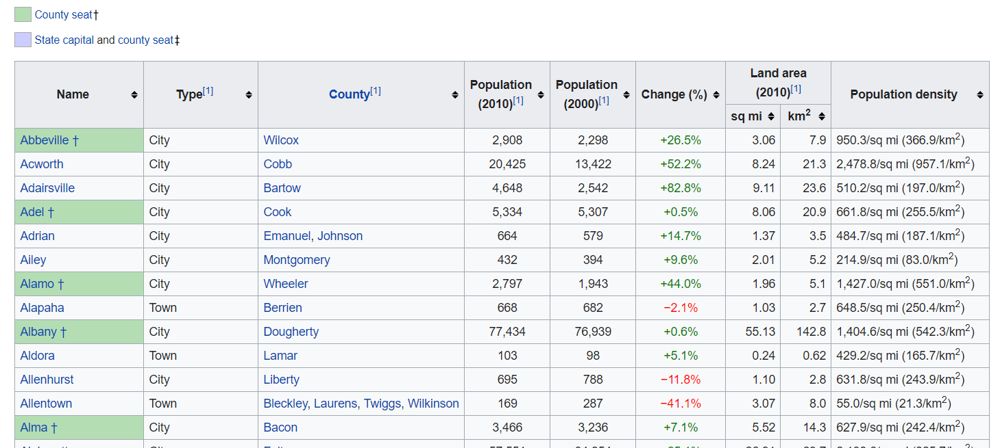 County seat†
State capital and county seat‡
Name Type[1] County[1] Population (2010)[1] Population (2000)[1] Change (%) Land area (2010)[1] Population density
sq mi km2
Abbeville † City Wilcox 2,908 2,298 +26.5% 3.06 7.9 950.3/sq mi (366.9/km2)
Acworth City Cobb 20,425 13,422 +52.2% 8.24 21.3 2,478.8/sq mi (957.1/km2)
Adairsville City Bartow 4,648 2,542 +82.8% 9.11 23.6 510.2/sq mi (197.0/km2)
Adel † City Cook 5,334 5,307 +0.5% 8.06 20.9 661.8/sq mi (255.5/km2)
Adrian City Emanuel, Johnson 664 579 +14.7% 1.37 3.5 484.7/sq mi (187.1/km2)
Ailey City Montgomery 432 394 +9.6% 2.01 5.2 214.9/sq mi (83.0/km2)
Alamo † City Wheeler 2,797 1,943 +44.0% 1.96 5.1 1,427.0/sq mi (551.0/km2)
Alapaha Town Berrien 668 682 −2.1% 1.03 2.7 648.5/sq mi (250.4/km2)
Albany † City Dougherty 77,434 76,939 +0.6% 55.13 142.8 1,404.6/sq mi (542.3/km2)
Aldora Town Lamar 103 98 +5.1% 0.24 0.62 429.2/sq mi (165.7/km2)
Allenhurst City Liberty 695 788 −11.8% 1.10 2.8 631.8/sq mi (243.9/km2)
Allentown Town Bleckley, Laurens, Twiggs, Wilkinson 169 287 −41.1% 3.07 8.0 55.0/sq mi (21.3/km2)
Alma † City Bacon 3,466 3,236 +7.1% 5.52 14.3 627.9/sq mi (242.4/km2)